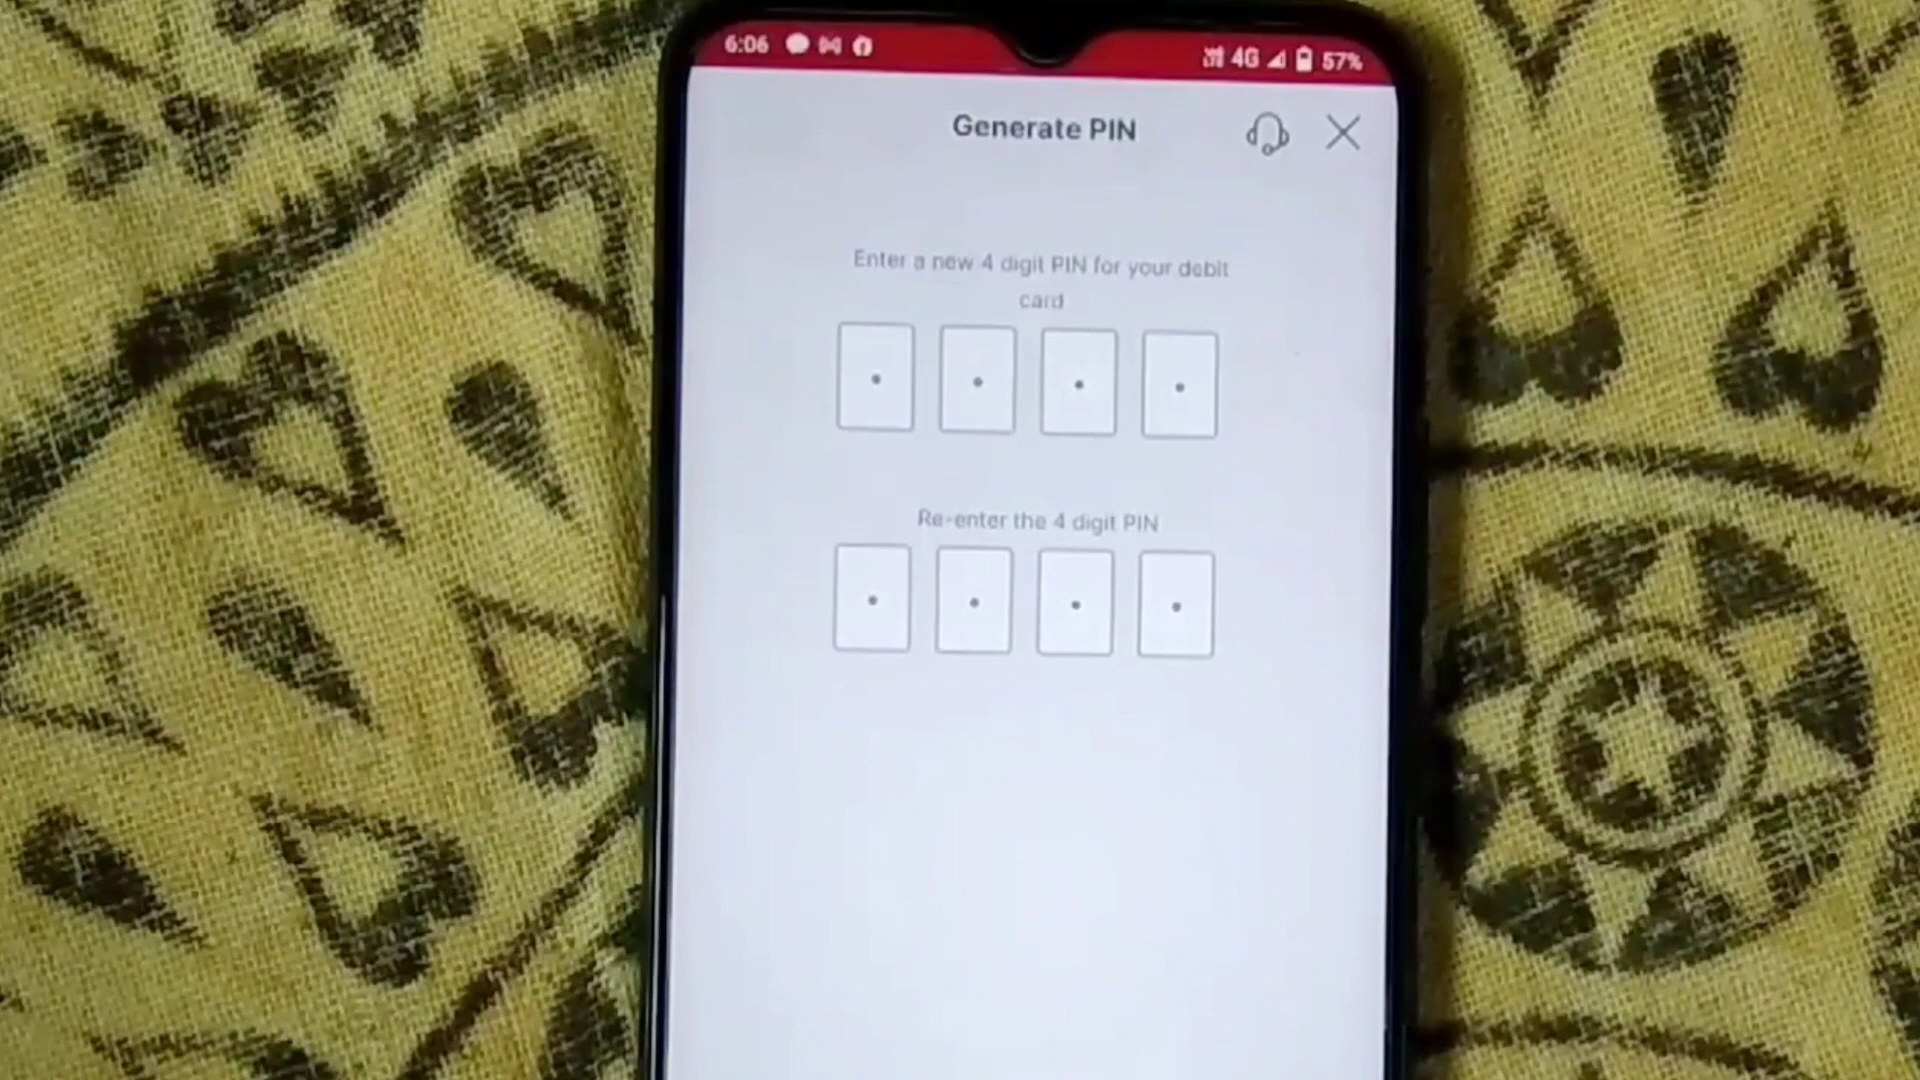 6:06 4G 57%
Generate PIN
Enter a new 4 digit PIN for your debit
card
Re-enter the 4 digit PIN